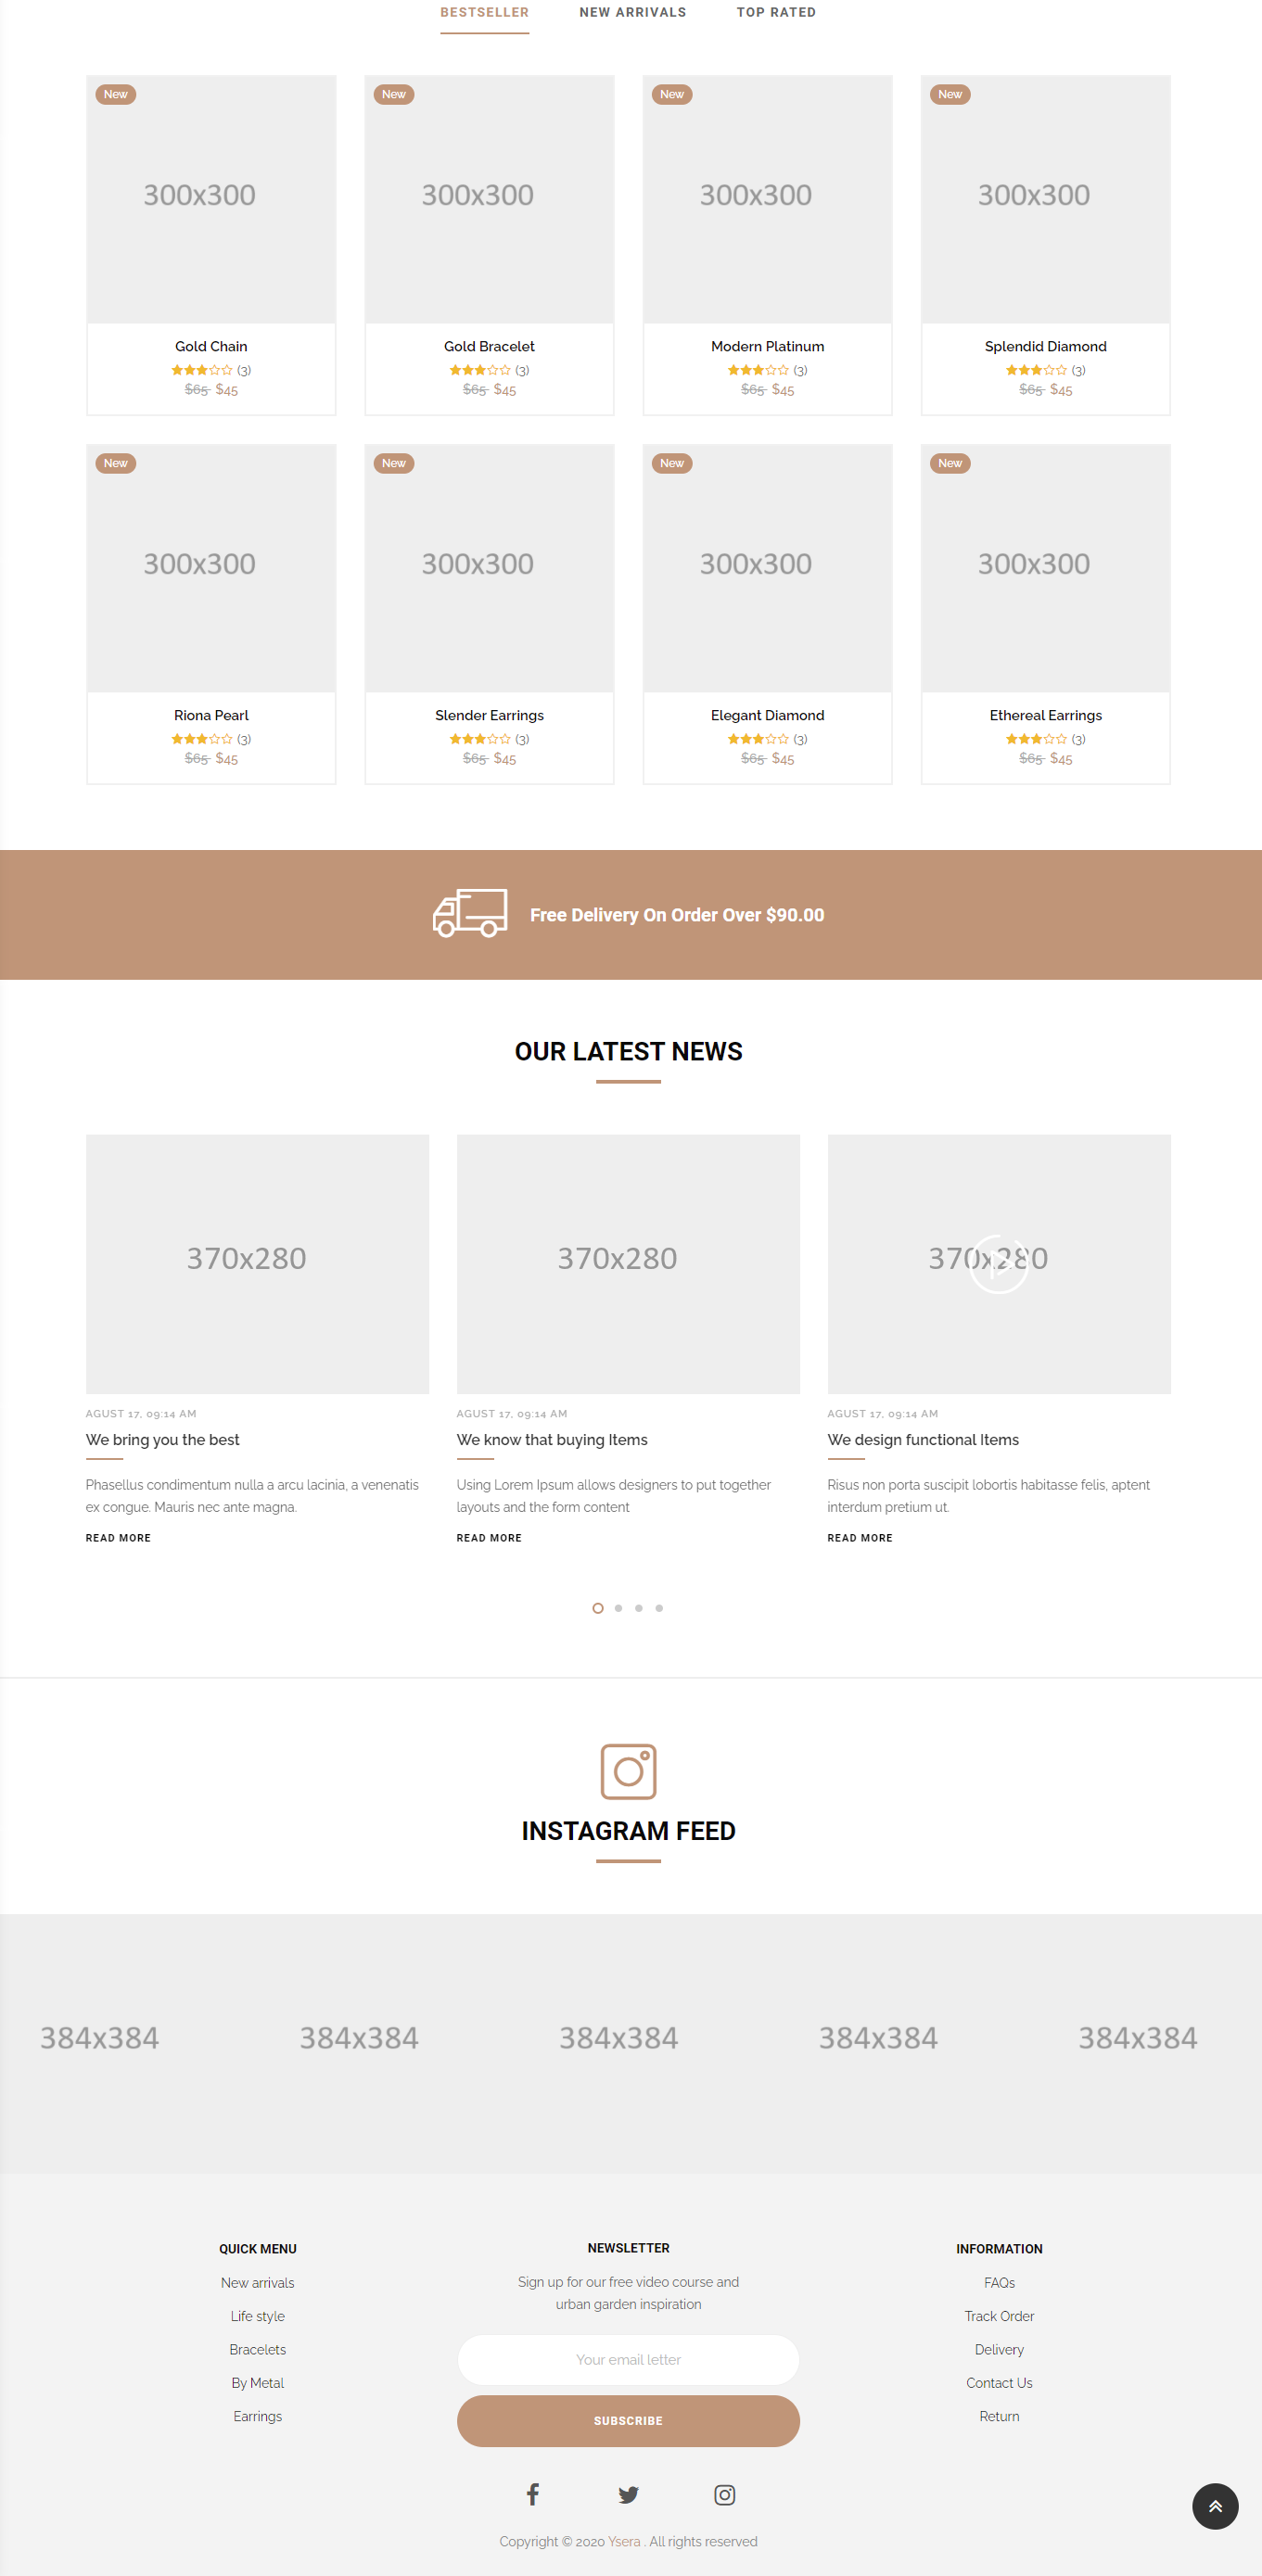 BESTSELLER NEW ARRIVALS TOP RATED
New New New New
300x300 300x300 300x300 300x300
Gold Chain Gold Bracelet Modern Platinum Splendid Diamond
(3) (3) (3) (3)
$65 $45 $65 $45 $65 $45 $65 $45
New New New New
300x300 300x300 300x300 300x300
Riona Pearl Slender Earrings Elegant Diamond Ethereal Earrings
(3) (3) (3) (3)
$65 $45 $65 $45 $65 $45 $65 $45
Free Delivery On Order Over $90.00
OUR LATEST NEWS
370x280 370x280 370x280
AGUST 17, 09:14 AM
We bring you the best
Phasellus condimentum nulla a arcu lacinia, a venenatis
ex congue. Mauris nec ante magna.
READ MORE
AGUST 17, 09:14 AM
We know that buying Items
Using Lorem Ipsum allows designers to put together
layouts and the form content
READ MORE
AGUST 17, 09:14 AM
We design functional Items
Risus non porta suscipit lobortis habitasse felis, aptent
interdum pretium ut.
READ MORE
INSTAGRAM FEED
384x384 384x384 384x384 384x384 384x384
QUICK MENU
New arrivals
Life style
Bracelets
By Metal
Earrings
NEWSLETTER
Sign up for our free video course and
urban garden inspiration
Your email letter
SUBSCRIBE
INFORMATION
FAQs
Track Order
Delivery
Contact Us
Return
Copyright © 2020 Ysera . All rights reserved